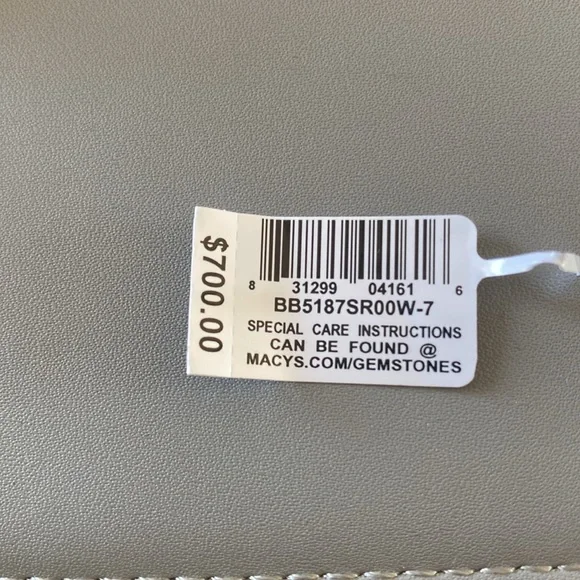 $700.00
8 31299 04161 6
BB5187SR00W-7
SPECIAL CARE INSTRUCTIONS
CAN BE FOUND @
MACYS.COM/GEMSTONES